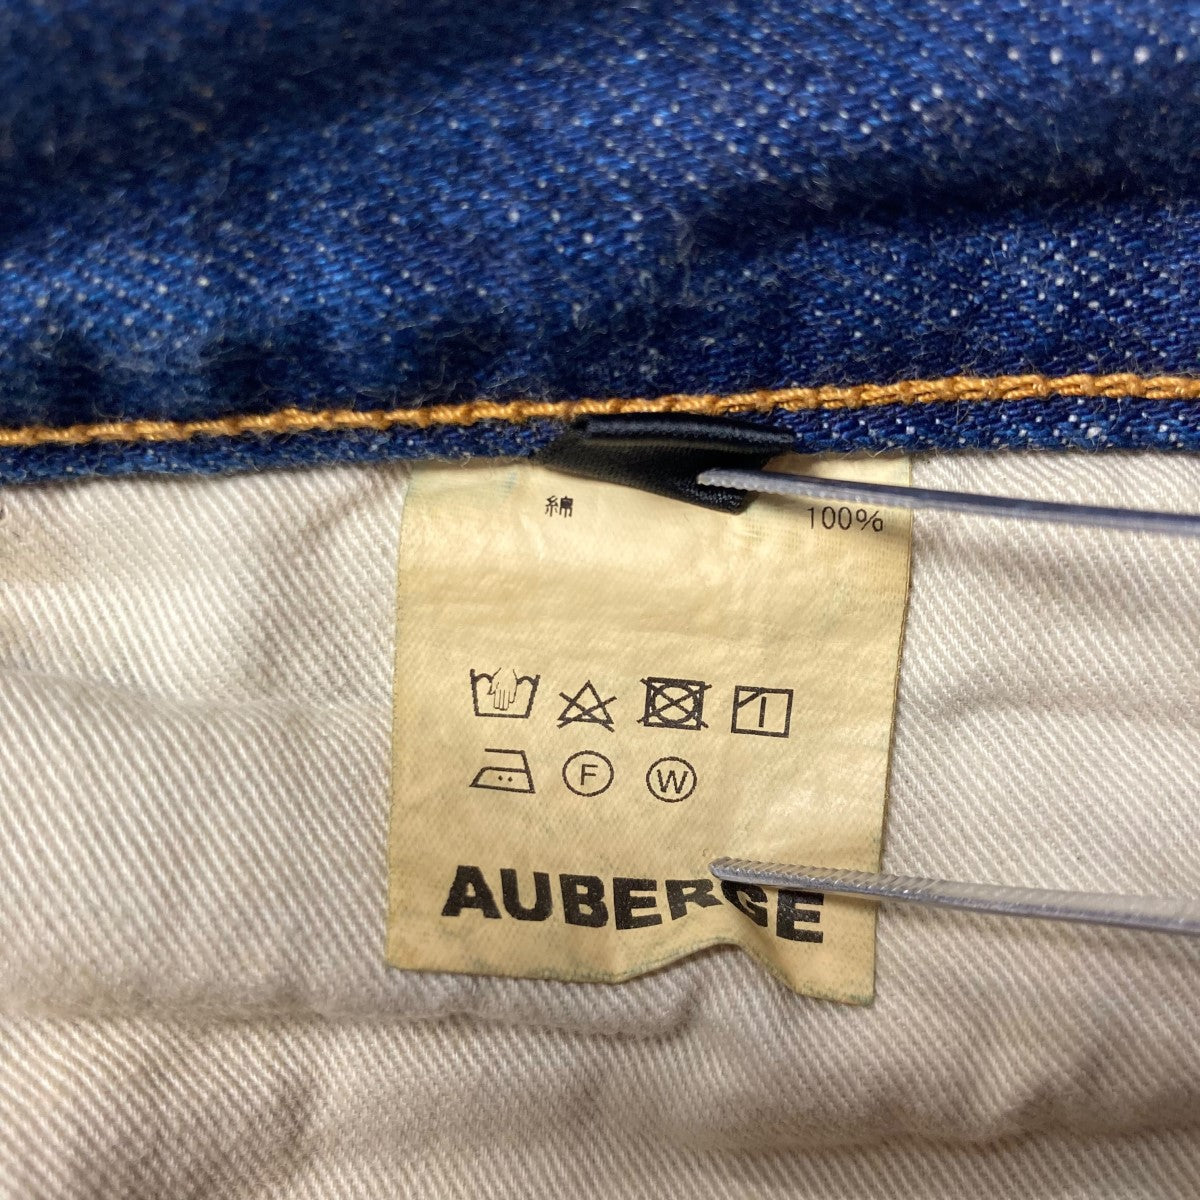 綿 100%
F W
AUBERGE